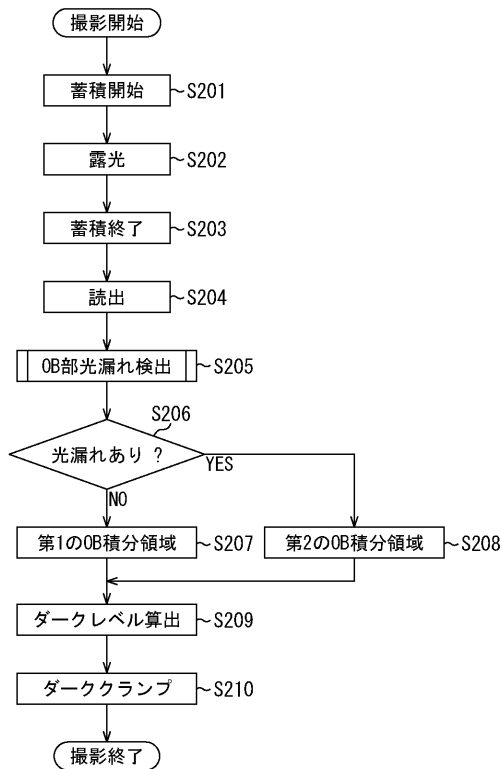 撮影開始
蓄積開始 S201
露光 S202
蓄積終了 S203
読出 S204
OB部光漏れ検出 S205
S206
光漏れあり ?
YES
NO
第1のOB積分領域 S207
第2のOB積分領域 S208
ダークレベル算出 S209
ダーククランプ S210
撮影終了